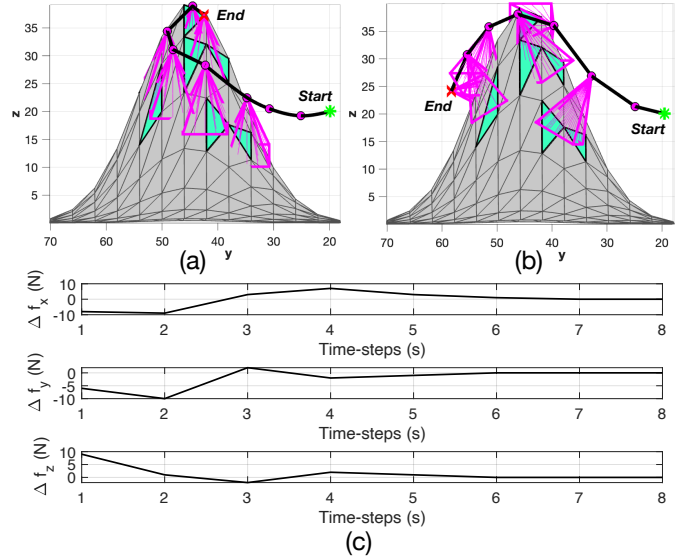 End
Start
z
35
30
25
20
15
10
5
70 60 50 40 30 20
y
(a)
End
Start
z
35
30
25
20
15
10
5
70 60 50 40 30 20
y
(b)
Δ f_x (N)
10
0
-10
1 2 3 4 5 6 7 8
Time-steps (s)
Δ f_y (N)
0
-5
-10
1 2 3 4 5 6 7 8
Time-steps (s)
Δ f_z (N)
10
5
0
1 2 3 4 5 6 7 8
Time-steps (s)
(c)